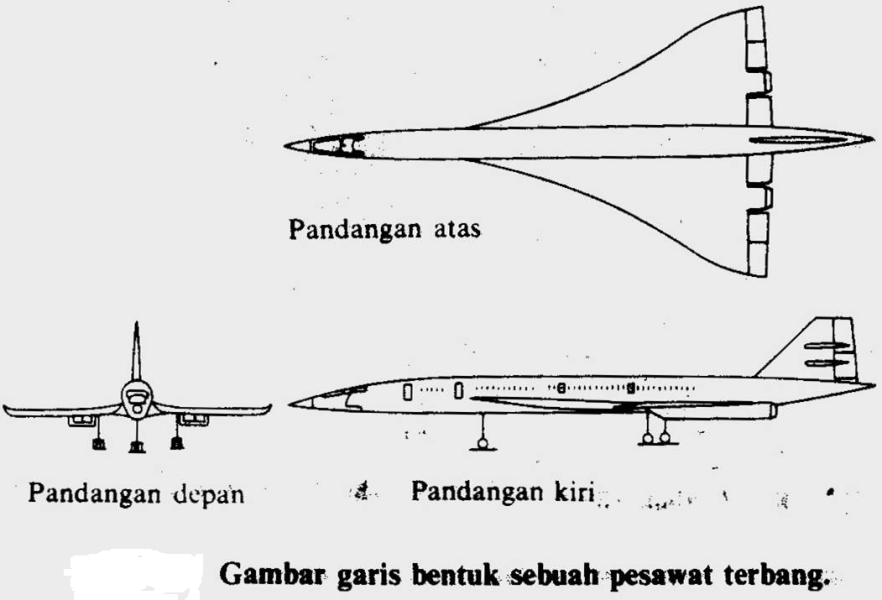 Pandangan atas
Pandangan depan
Pandangan kiri
Gambar garis bentuk sebuah pesawat terbang.